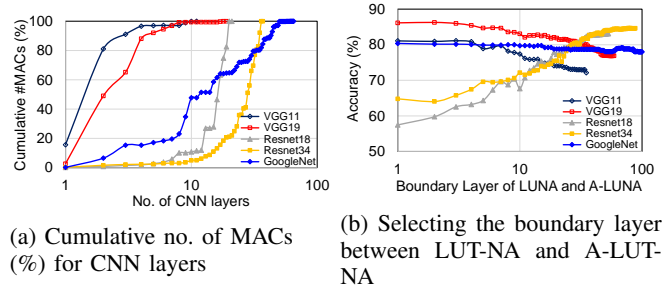 Cumulative #MACs (%)
100
80
60
40
20
0
1
10
100
No. of CNN layers
VGG11
VGG19
Resnet18
Resnet34
GoogleNet
(a) Cumulative no. of MACs
(%) for CNN layers
Accuracy (%)
90
80
70
60
50
1
10
100
Boundary Layer of LUNA and A-LUNA
VGG11
VGG19
Resnet18
Resnet34
GoogleNet
(b) Selecting the boundary layer
between LUT-NA and A-LUT-
NA